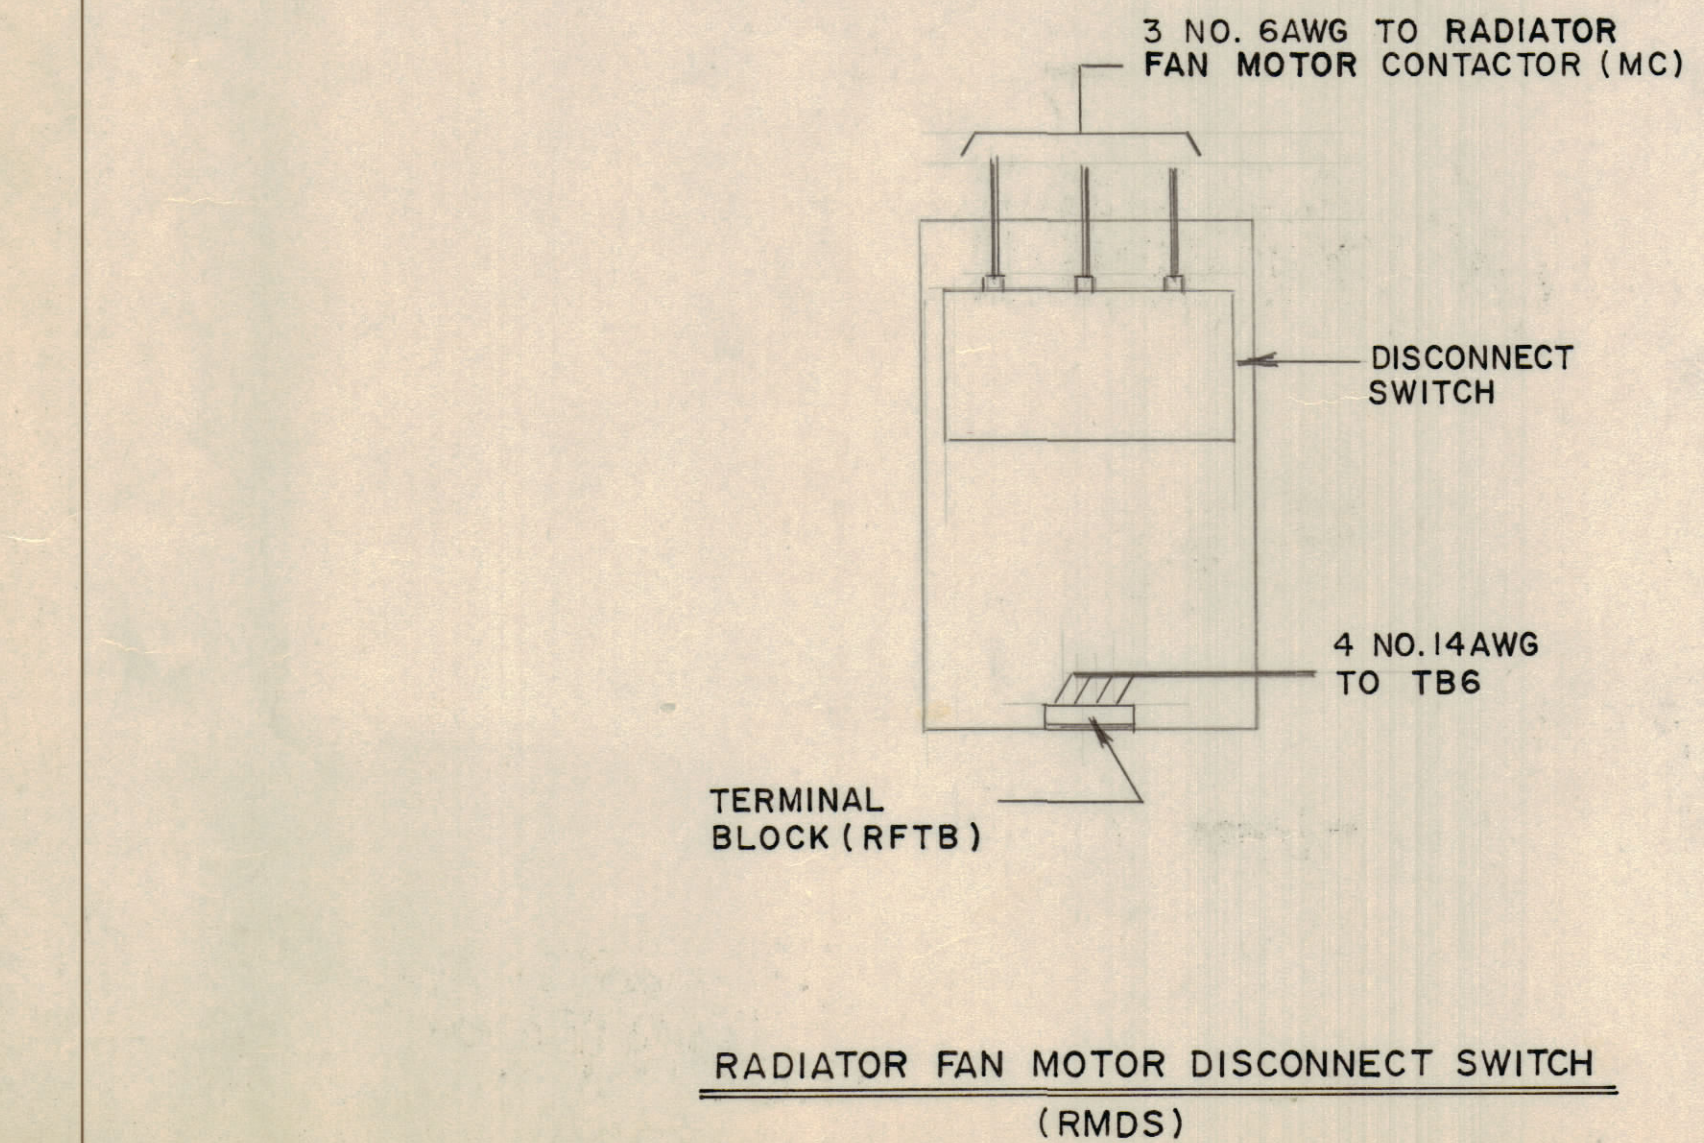 3 NO. 6AWG TO RADIATOR
FAN MOTOR CONTACTOR (MC)
DISCONNECT
SWITCH
4 NO. 14AWG
TO TB6
TERMINAL
BLOCK (RFTB)
RADIATOR FAN MOTOR DISCONNECT SWITCH
(RMDS)